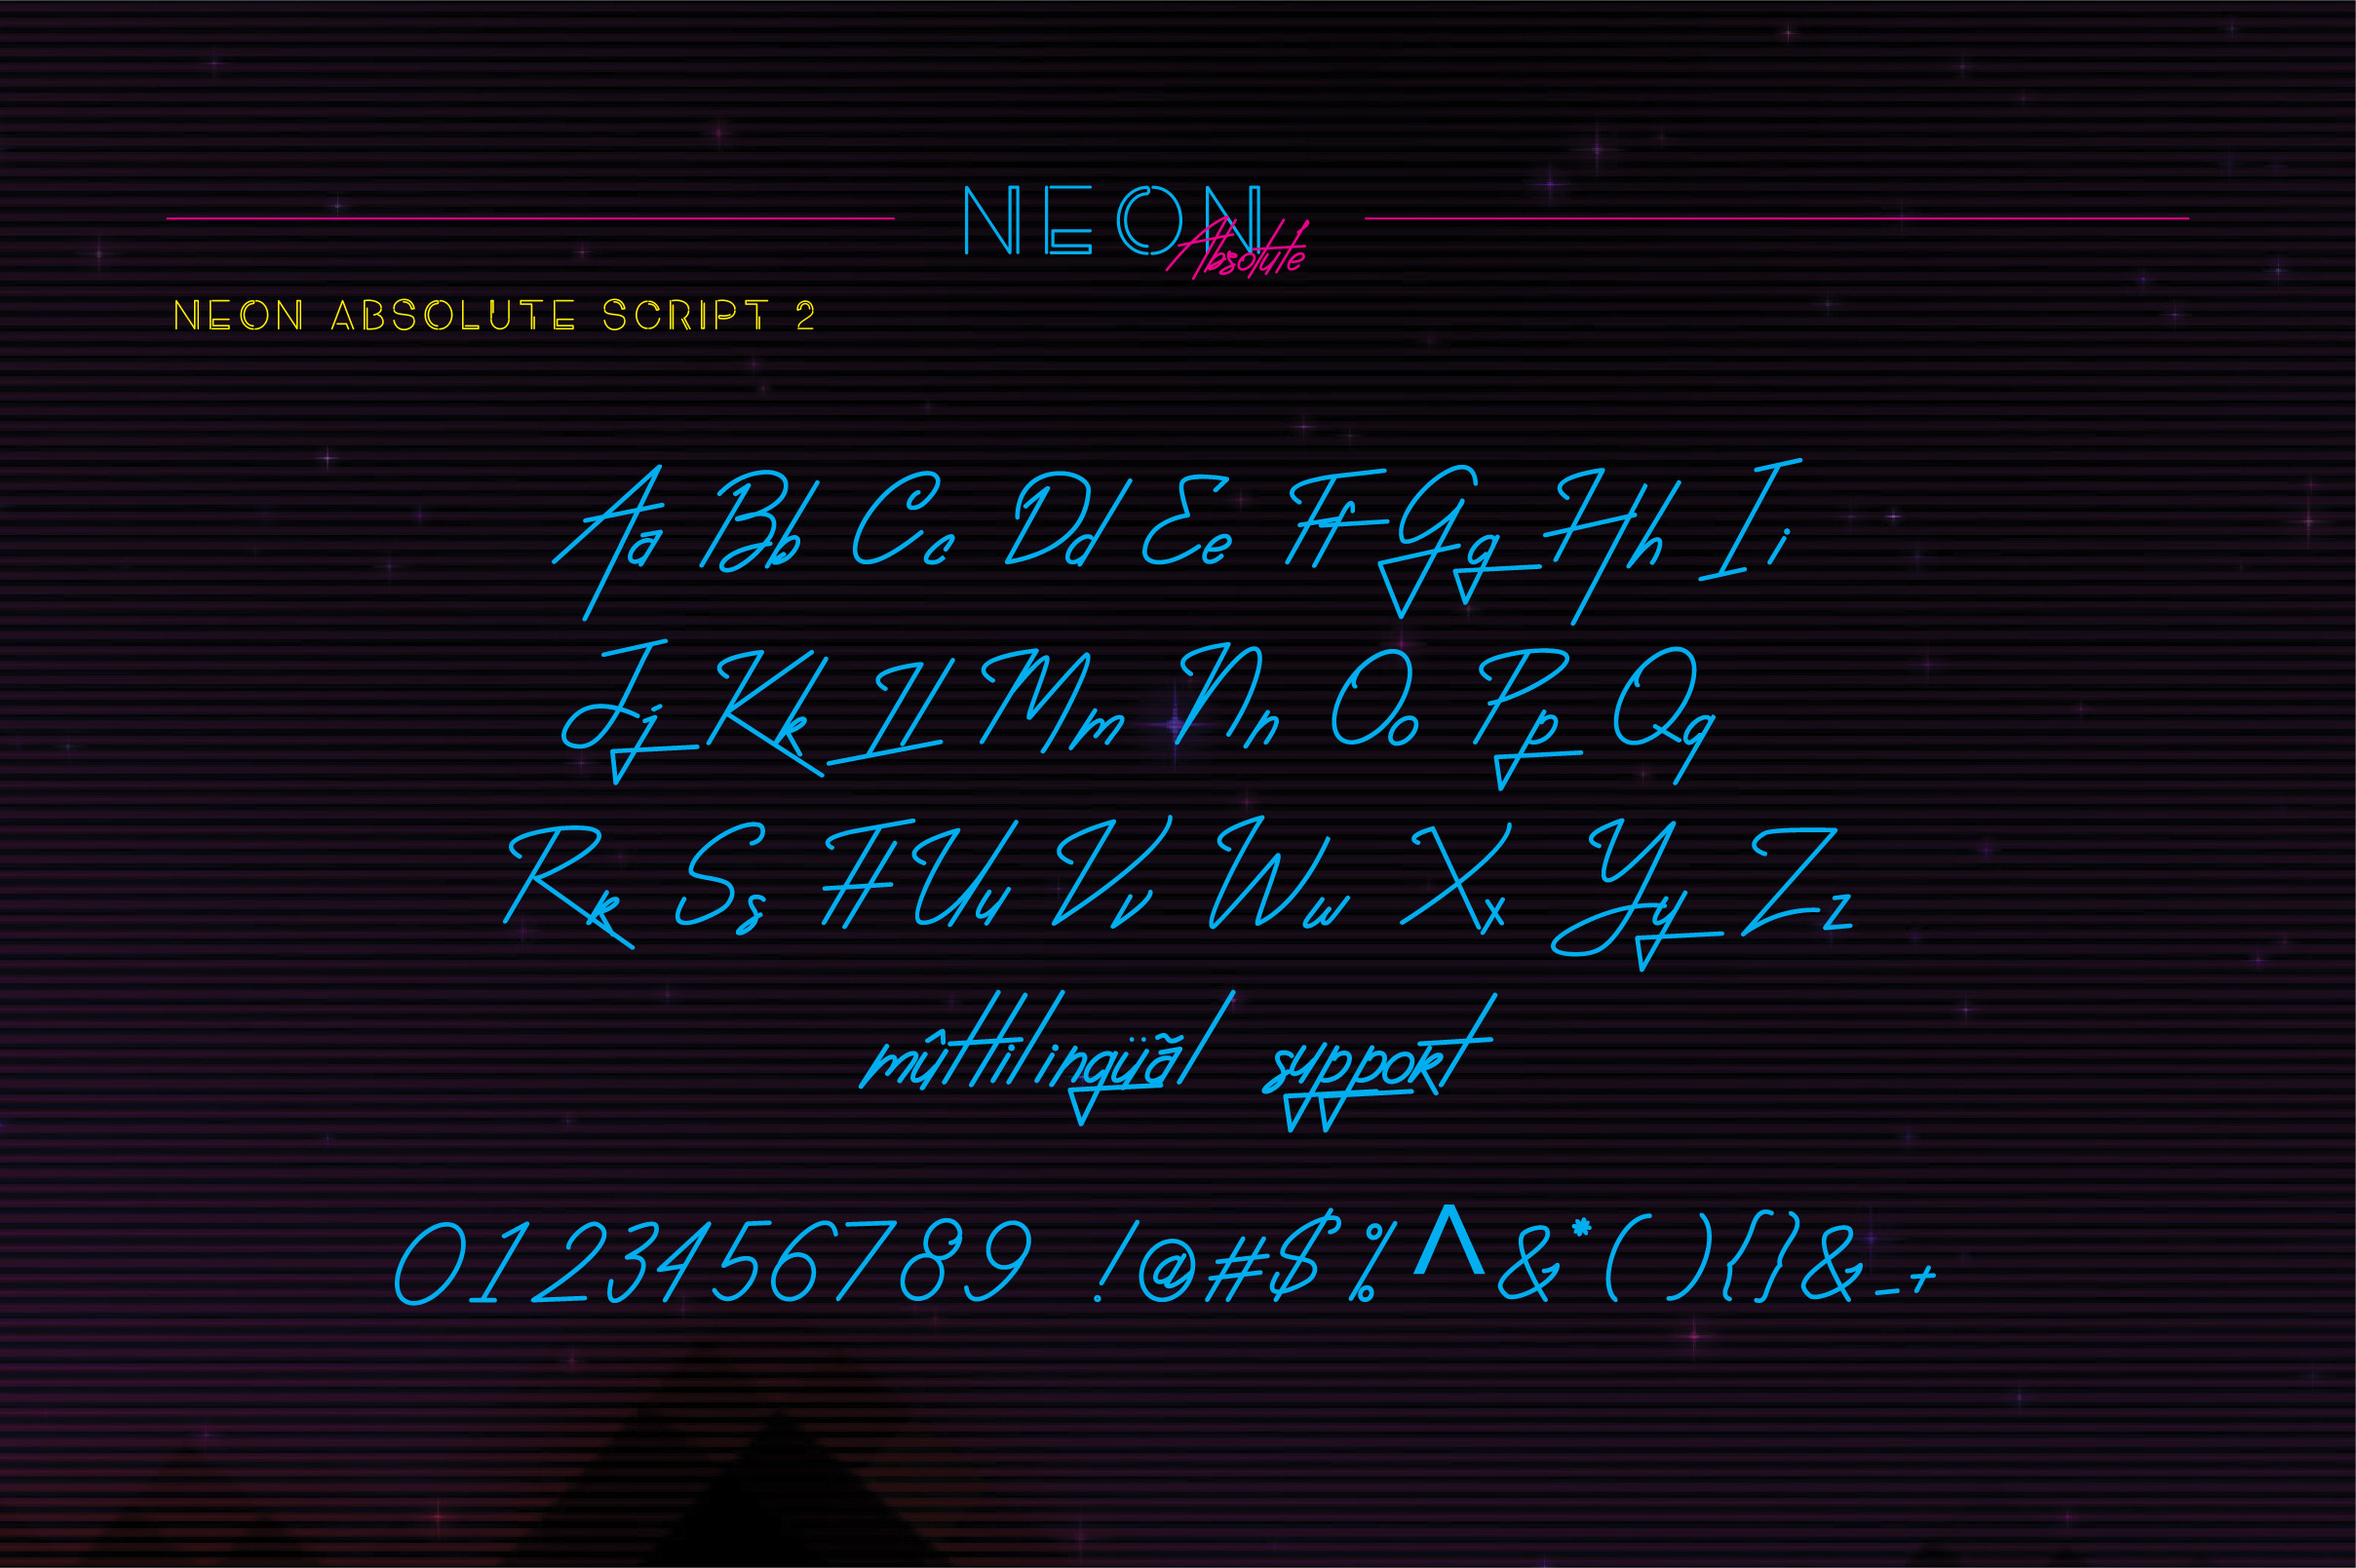 NEON
Absolute
NEON ABSOLUTE SCRIPT 2
Aa Bb Cc Dd Ee Ff Gg Hh Ii
Jj Kk Ll Mm Nn Oo Pp Qq
Rr Ss Tt Uu Vv Ww Xx Yy Zz
mûltilingüãl support
0123456789 !@#$%^&*(){}&_+